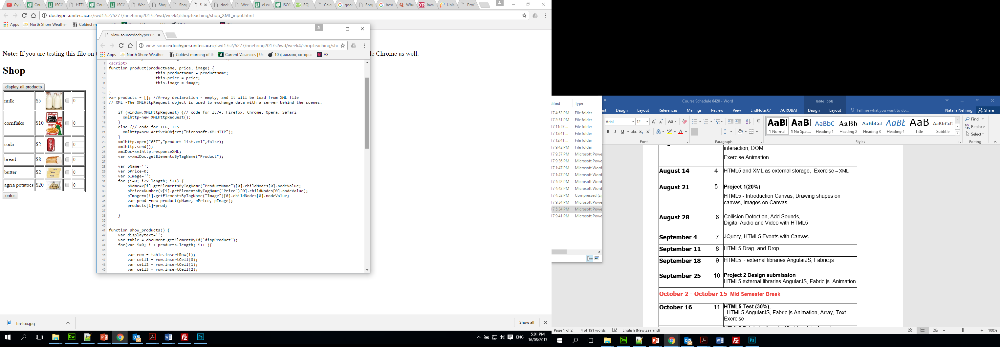 Лун
Cour
ISCG
HTT
Cour
ISCG
Wee
Shop
Shop
S
docl
Wee
eLea
ISCG
SQL
Calc
goo
Shop
best
Wha
Java
Unit
ProC
dochyper.unitec.ac.nz/iwd17s2/5277/nnehring2017s2iwd/week4/shopTeaching/shop_XML_input.html
Apps
North Shore Weather
Coldest
Note: If you are testing this file on
le Chrome as well.
Shop
display all products
milk $5 0
cornflake $10
soda $2 0
bread $8 0
butter $2 0
agria potatoes $20 0
enter
view-source:dochyper.un
view-source:dochyper.unitec.ac.nz/iwd17s2/5277/nnehring2017s2iwd/week4/shopTeaching/sho
Apps
North Shore Weather
Coldest morning of th
Current Vacancies | Un
10 фильмов, которые
AS
7 <script>
8 function product(productName, price, image) {
9 this.productName = productName;
10 this.price = price;
11 this.image = image;
12
13 }
14 var products = []; //Array declaration - empty, and it will be load from XML file
15 // XML -The XMLHttpRequest object is used to exchange data with a server behind the scenes.
16
17 if (window.XMLHttpRequest) {// code for IE7+, Firefox, Chrome, Opera, Safari
18 xmlhttp=new XMLHttpRequest();
19 }
20 else {// code for IE6, IE5
21 xmlhttp=new ActiveXObject("Microsoft.XMLHTTP");
22 }
23 xmlhttp.open("GET","product_list.xml",false);
24 xmlhttp.send();
25 xmlDoc=xmlhttp.responseXML;
26 var x=xmlDoc.getElementsByTagName("Product");
27
28 var pName='';
29 var pPrice=0;
30 var pImage='';
31 for (i=0; i<x.length; i++) {
32 pName=x[i].getElementsByTagName("ProductName")[0].childNodes[0].nodeValue;
33 pPrice=Number(x[i].getElementsByTagName("Price")[0].childNodes[0].nodeValue);
34 pImage=x[i].getElementsByTagName("Image")[0].childNodes[0].nodeValue;
35 var prod =new product(pName, pPrice, pImage);
36 products[i]=prod;
37
38 }
39
40
41 function show_products() {
42 var displaytext='';
43 var table = document.getElementById('dispProduct');
44 for(var i=0; i < products.length; i++ ){
45
46 var row = table.insertRow(i);
47 var cell1 = row.insertCell(0);
48 var cell2 = row.insertCell(1);
49 var cell3 = row.insertCell(2);
firefox.jpg
Show all
ENG
5:01 PM
16/08/2017
dified Type
17 4:52 PM File folder
17 2:51 PM File folder
17 11:57 ... File folder
17 12:41 ... File folder
17 12:41 ... File folder
17 9:42 PM File folder
17 9:37 PM Microsoft Powe
17 9:36 PM Microsoft Powe
17 1:47 PM Microsoft Word
17 1:47 PM Microsoft Word
17 4:52 PM Microsoft Word
17 4:42 PM Microsoft Word
17 4:52 PM Compressed (zi
17 9:34 PM Microsoft Powe
17 5:34 PM Microsoft Powe
17 9:41 PM Microsoft Powe
Course Schedule 6420 - Word
Table Tools
ert Design Layout References Mailings Review View EndNote X7 ACROBAT Design Layout Tell me what you want to do... Natalia Nehring Share
Arial 12
AaBl AaBl AaBbC AaBb AaBbCcI AaBbC AaB AaBbCcD
¶ Normal ¶ No Spac... Heading 1 Heading 2 Heading 3 Heading 4 Title Subtitle
Find
Replace
Select
Font Paragraph Styles Editing
interaction, DOM
Exercise Animation
August 14 4 HTML5 and XML as external storage, Exercise – XML
August 21 5 Project 1(20%)
HTML5 - Introduction Canvas, Drawing shapes on
canvas, Images on Canvas
August 28 6 Collision Detection, Add Sounds,
Digital Audio and Video with HTML5
September 4 7 JQuery, HTML5 Events with Canvas
September 11 8 HTML5 Drag- and-Drop
September 18 9 HTML5 - external libraries AngularJS, Fabric.js
September 25 10 Project 2 Design submission
HTML5 external libraries AngularJS, Fabric.js. Animation
October 2 - October 15 Mid Semester Break
October 16 11 HTML5 Test (30%),
HTML5 AngularJS, Fabric.js Animation, Array, Text
Exercise
Page 1 of 2 4 of 191 words English (New Zealand) 100%